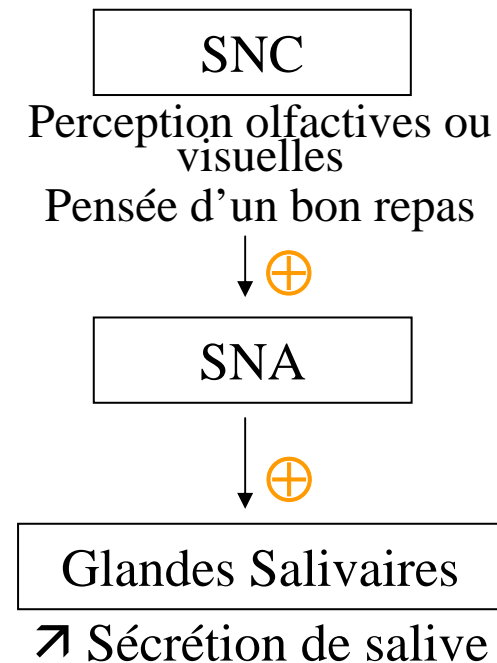 SNC
Perception olfactives ou
visuelles
Pensée d’un bon repas
⊕
SNA
⊕
Glandes Salivaires
↗ Sécrétion de salive